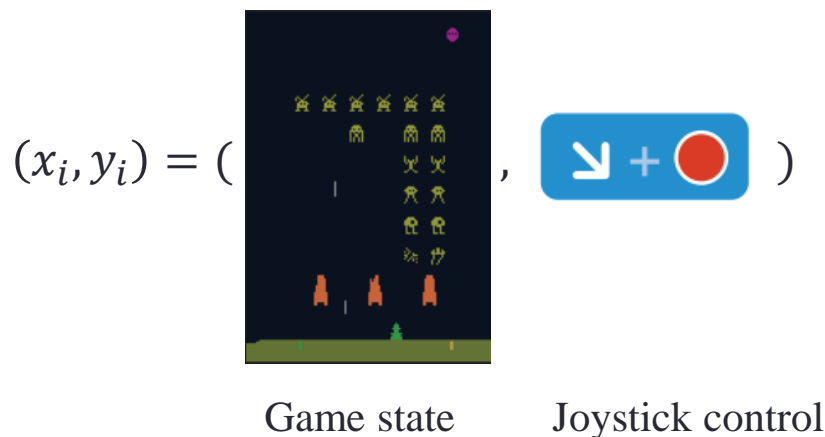 (x_i, y_i) = ( , + )
Game state Joystick control